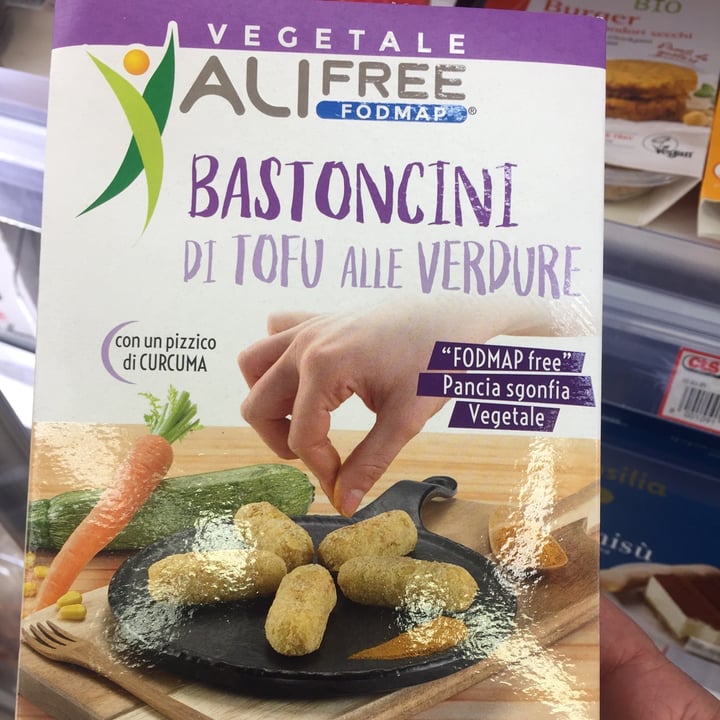 VEGETALE
ALIFREE
FODMAP®
BASTONCINI
DI TOFU ALLE VERDURE
con un pizzico
di CURCUMA
"FODMAP free"
Pancia sgonfia
Vegetale
BIO
Burger
vegan